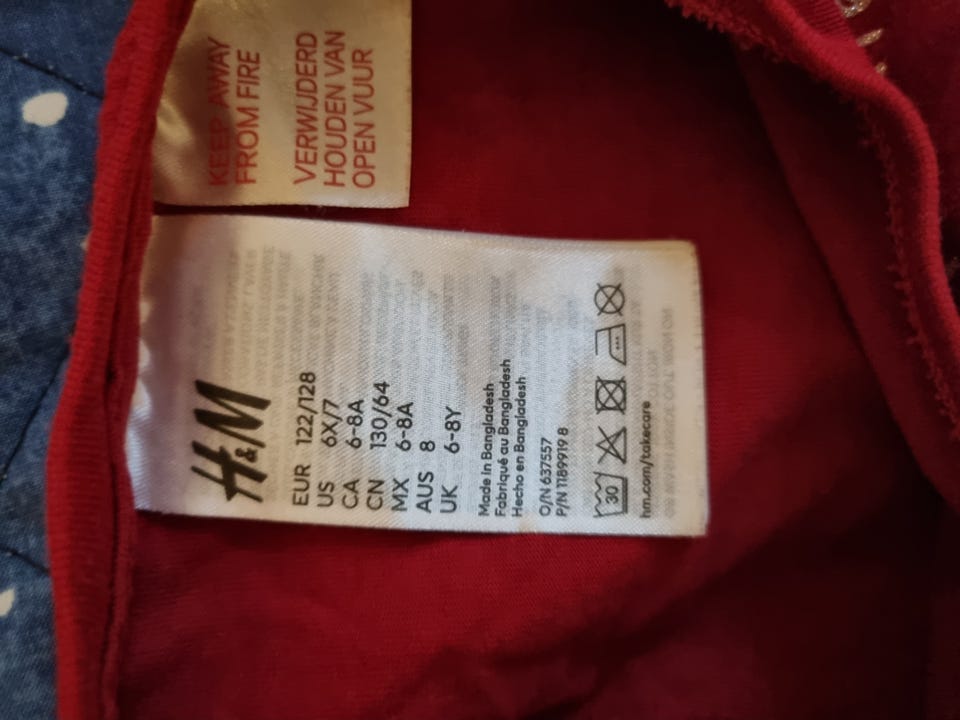 KEEP AWAY
FROM FIRE
VERWIJDERD
HOUDEN VAN
OPEN VUUR
H&M
EUR 122/128
US 6X/7
CA 6-8A
CN 130/64
MX 6-8A
AUS 8
UK 6-8Y
Made in Bangladesh
Fabriqué au Bangladesh
Hecho en Bangladesh
O/N 637557
P/N 11899919 8
30
hm.com/takecare